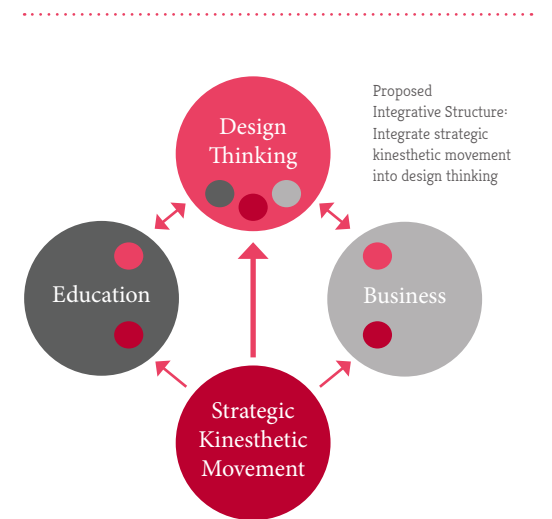 Design
Thinking
Proposed
Integrative Structure:
Integrate strategic
kinesthetic movement
into design thinking
Education
Business
Strategic
Kinesthetic
Movement